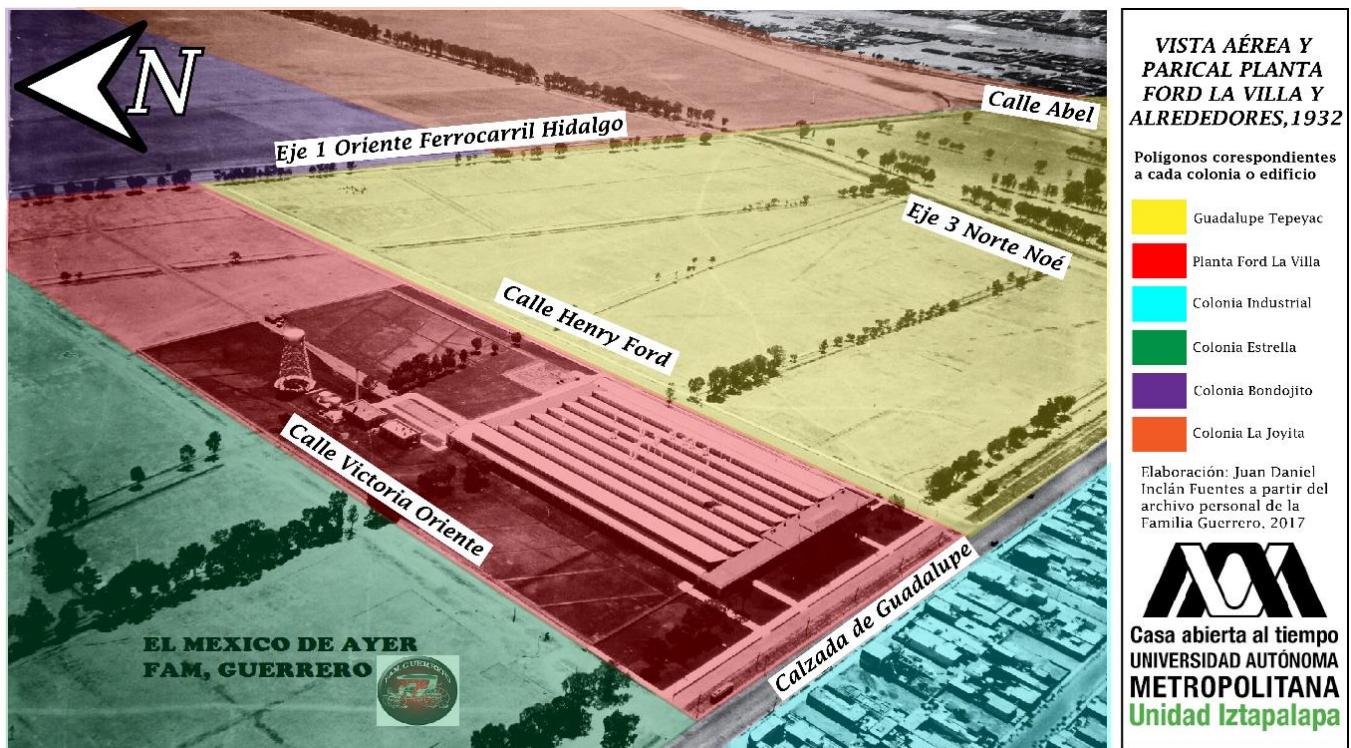 N
Eje 1 Oriente Ferrocarril Hidalgo
Calle Abel
Eje 3 Norte Noé
Calle Henry Ford
Calle Victoria Oriente
Calzada de Guadalupe
EL MEXICO DE AYER
FAM, GUERRERO
VISTA AÉREA Y
PARICAL PLANTA
FORD LA VILLA Y
ALREDEDORES,1932
Polígonos corespondientes
a cada colonia o edificio
Guadalupe Tepeyac
Planta Ford La Villa
Colonia Industrial
Colonia Estrella
Colonia Bondojito
Colonia La Joyita
Elaboración: Juan Daniel
Inclán Fuentes a partir del
archivo personal de la
Familia Guerrero, 2017
Casa abierta al tiempo
UNIVERSIDAD AUTÓNOMA
METROPOLITANA
Unidad Iztapalapa